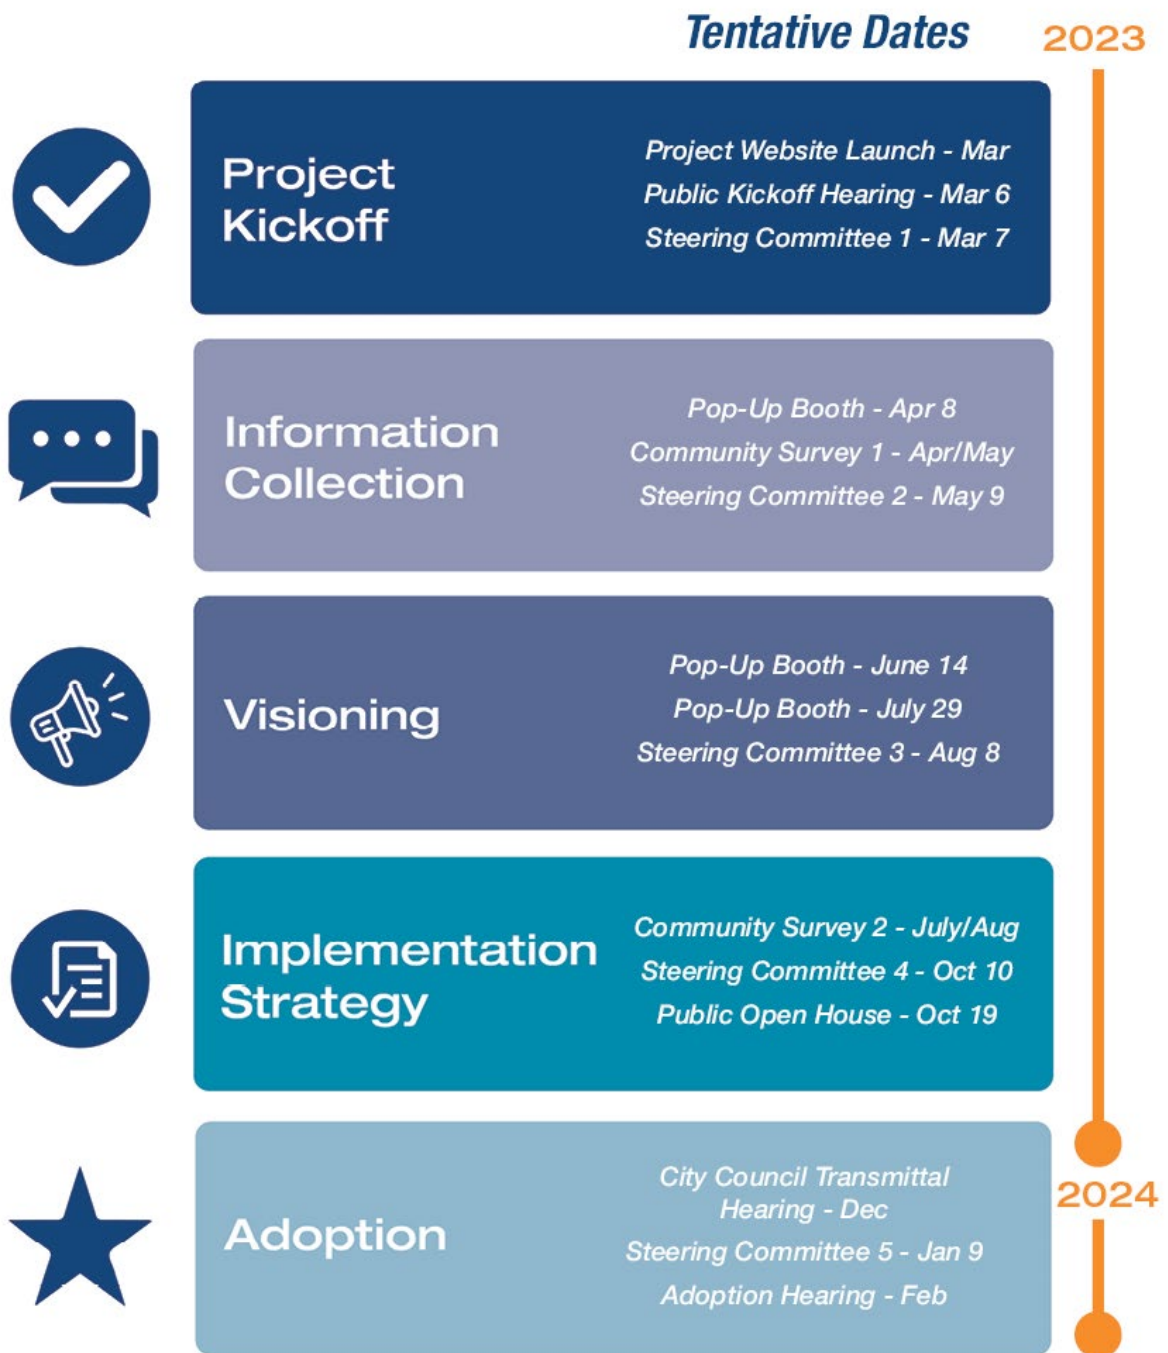 Tentative Dates
2023
Project
Kickoff
Project Website Launch - Mar
Public Kickoff Hearing - Mar 6
Steering Committee 1 - Mar 7
Information
Collection
Pop-Up Booth - Apr 8
Community Survey 1 - Apr/May
Steering Committee 2 - May 9
Visioning
Pop-Up Booth - June 14
Pop-Up Booth - July 29
Steering Committee 3 - Aug 8
Implementation
Strategy
Community Survey 2 - July/Aug
Steering Committee 4 - Oct 10
Public Open House - Oct 19
2024
Adoption
City Council Transmittal
Hearing - Dec
Steering Committee 5 - Jan 9
Adoption Hearing - Feb